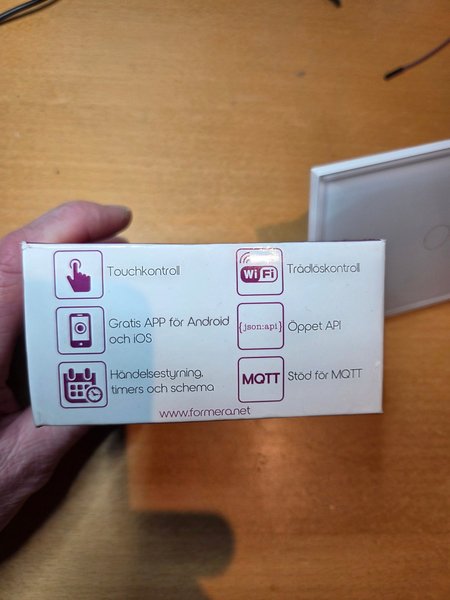 Touchkontroll
WiFi
Trådlöskontroll
Gratis APP för Android
och iOS
{json:api}
Öppet API
Händelsestyrning,
timers och schema
MQTT
Stöd för MQTT
www.formera.net